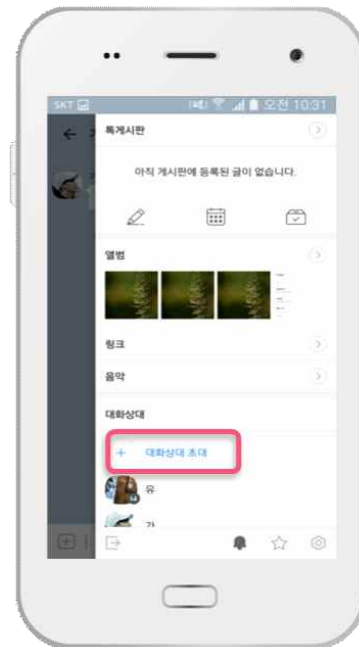 SKT 오전 10:31
톡게시판
아직 게시판에 등록된 글이 없습니다.
앨범
링크
음악
대화상대
+ 대화상대 초대
유